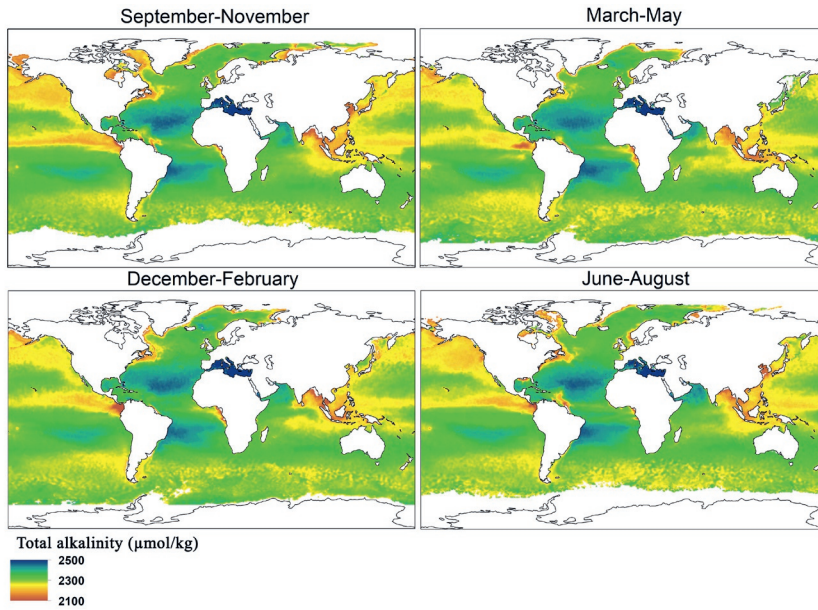 September-November
March-May
December-February
June-August
Total alkalinity (µmol/kg)
2500
2300
2100